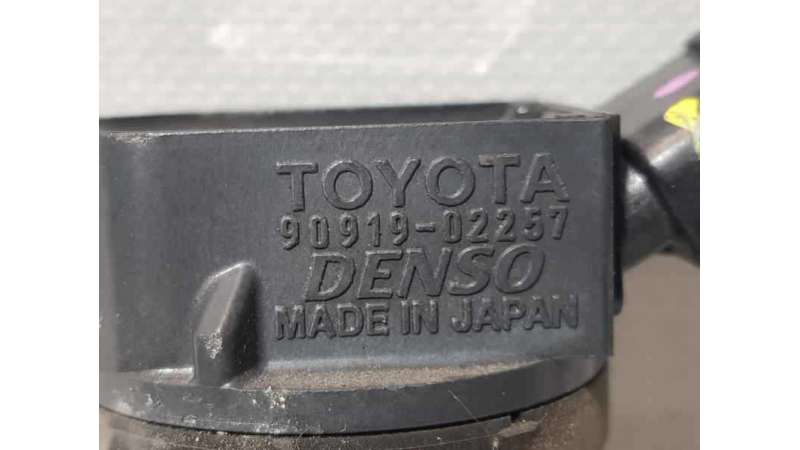 TOYOTA
90919-02257
DENSO
MADE IN JAPAN